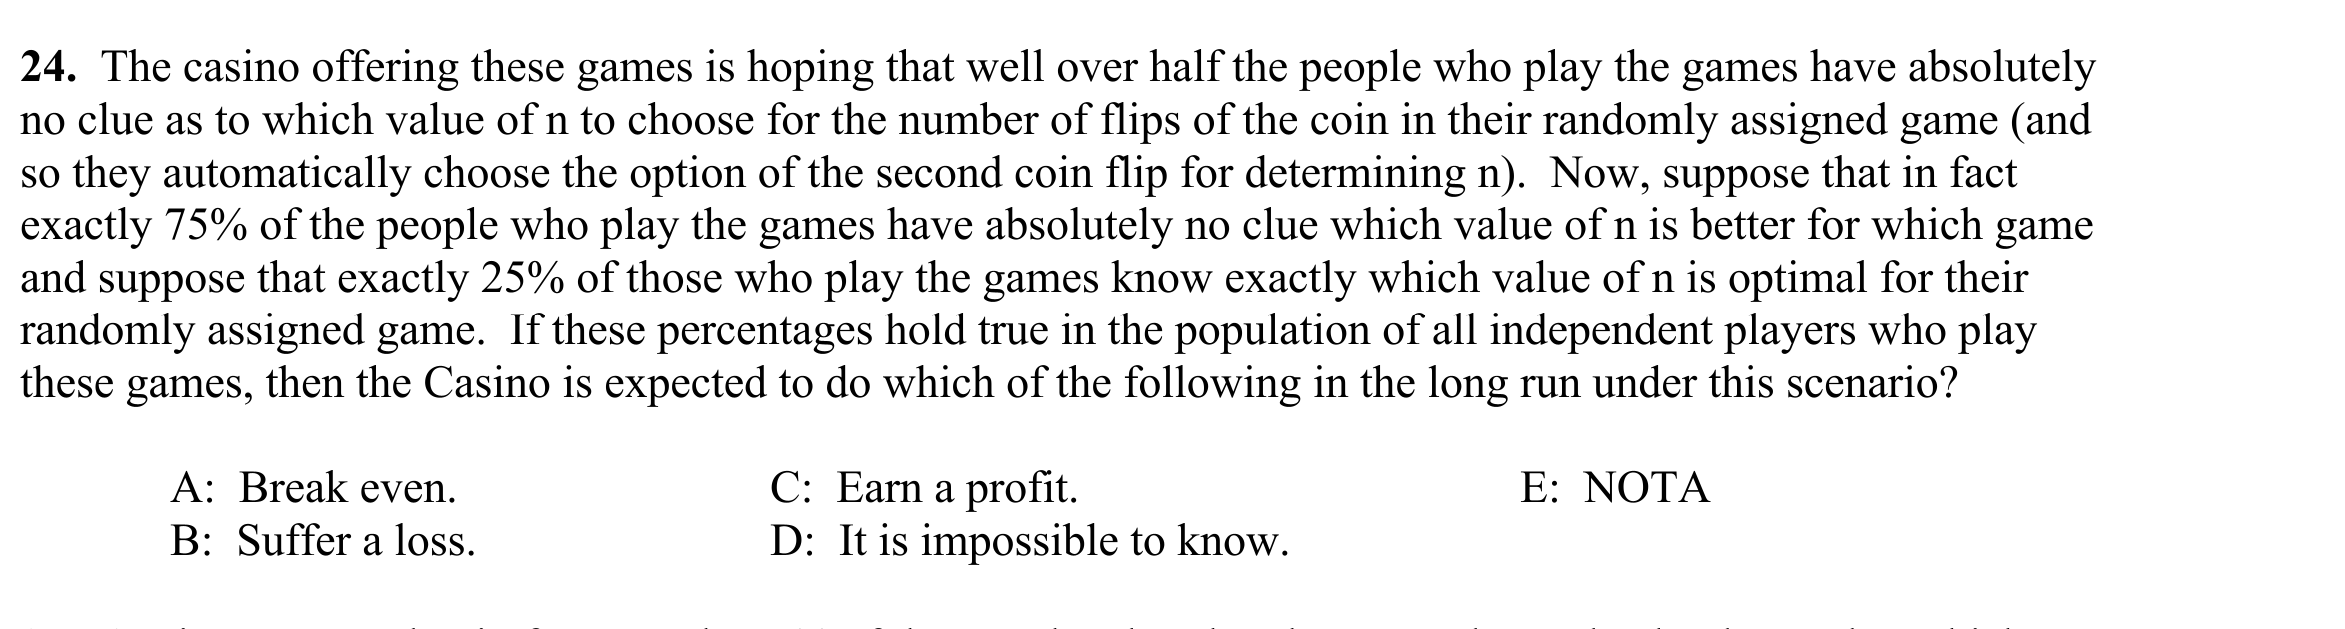 24. The casino offering these games is hoping that well over half the people who play the games have absolutely
no clue as to which value of n to choose for the number of flips of the coin in their randomly assigned game (and
so they automatically choose the option of the second coin flip for determining n). Now, suppose that in fact
exactly 75% of the people who play the games have absolutely no clue which value of n is better for which game
and suppose that exactly 25% of those who play the games know exactly which value of n is optimal for their
randomly assigned game. If these percentages hold true in the population of all independent players who play
these games, then the Casino is expected to do which of the following in the long run under this scenario?
A: Break even. C: Earn a profit. E: NOTA
B: Suffer a loss. D: It is impossible to know.